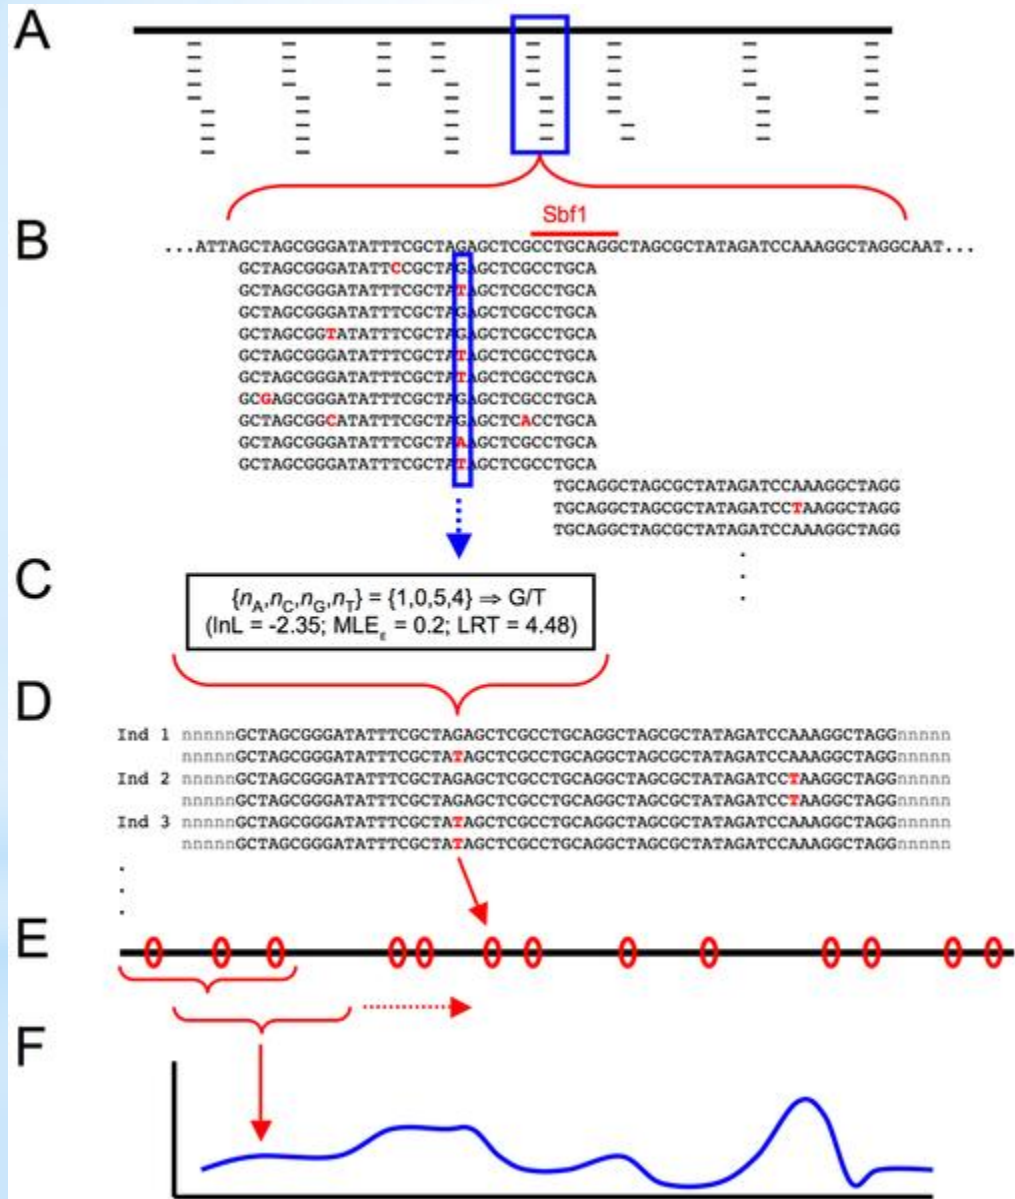 A
Sbf1
B
...ATTAGCTAGCGGGATATTTCGCTAGAGCTCGCCTGCAGGCTAGCGCTATAGATCCAAAGGCTAGGCAAT...
GCTAGCGGGATATTCCGCTAGAGCTCGCCTGCA
GCTAGCGGGATATTTCGCTATAGCTCGCCTGCA
GCTAGCGGGATATTTCGCTAGAGCTCGCCTGCA
GCTAGCGGTATATTTCGCTAGAGCTCGCCTGCA
GCTAGCGGGATATTTCGCTATAGCTCGCCTGCA
GCTAGCGGGATATTTCGCTATAGCTCGCCTGCA
GCGAGCGGGATATTTCGCTAGAGCTCGCCTGCA
GCTAGCGGCATATTTCGCTAGAGCTCACCTGCA
GCTAGCGGGATATTTCGCTAAAGCTCGCCTGCA
GCTAGCGGGATATTTCGCTATAGCTCGCCTGCA
TGCAGGCTAGCGCTATAGATCCAAAGGCTAGG
TGCAGGCTAGCGCTATAGATCCTAAGGCTAGG
TGCAGGCTAGCGCTATAGATCCAAAGGCTAGG
C
{nA,nC,nG,nT} = {1,0,5,4} ⇒ G/T
(lnL = -2.35; MLEε = 0.2; LRT = 4.48)
D
Ind 1 nnnnnGCTAGCGGGATATTTCGCTAGAGCTCGCCTGCAGGCTAGCGCTATAGATCCAAAGGCTAGGnnnnn
nnnnnGCTAGCGGGATATTTCGCTATAGCTCGCCTGCAGGCTAGCGCTATAGATCCAAAGGCTAGGnnnnn
Ind 2 nnnnnGCTAGCGGGATATTTCGCTAGAGCTCGCCTGCAGGCTAGCGCTATAGATCCTAAGGCTAGGnnnnn
nnnnnGCTAGCGGGATATTTCGCTAGAGCTCGCCTGCAGGCTAGCGCTATAGATCCTAAGGCTAGGnnnnn
Ind 3 nnnnnGCTAGCGGGATATTTCGCTATAGCTCGCCTGCAGGCTAGCGCTATAGATCCAAAGGCTAGGnnnnn
nnnnnGCTAGCGGGATATTTCGCTATAGCTCGCCTGCAGGCTAGCGCTATAGATCCAAAGGCTAGGnnnnn
E
F